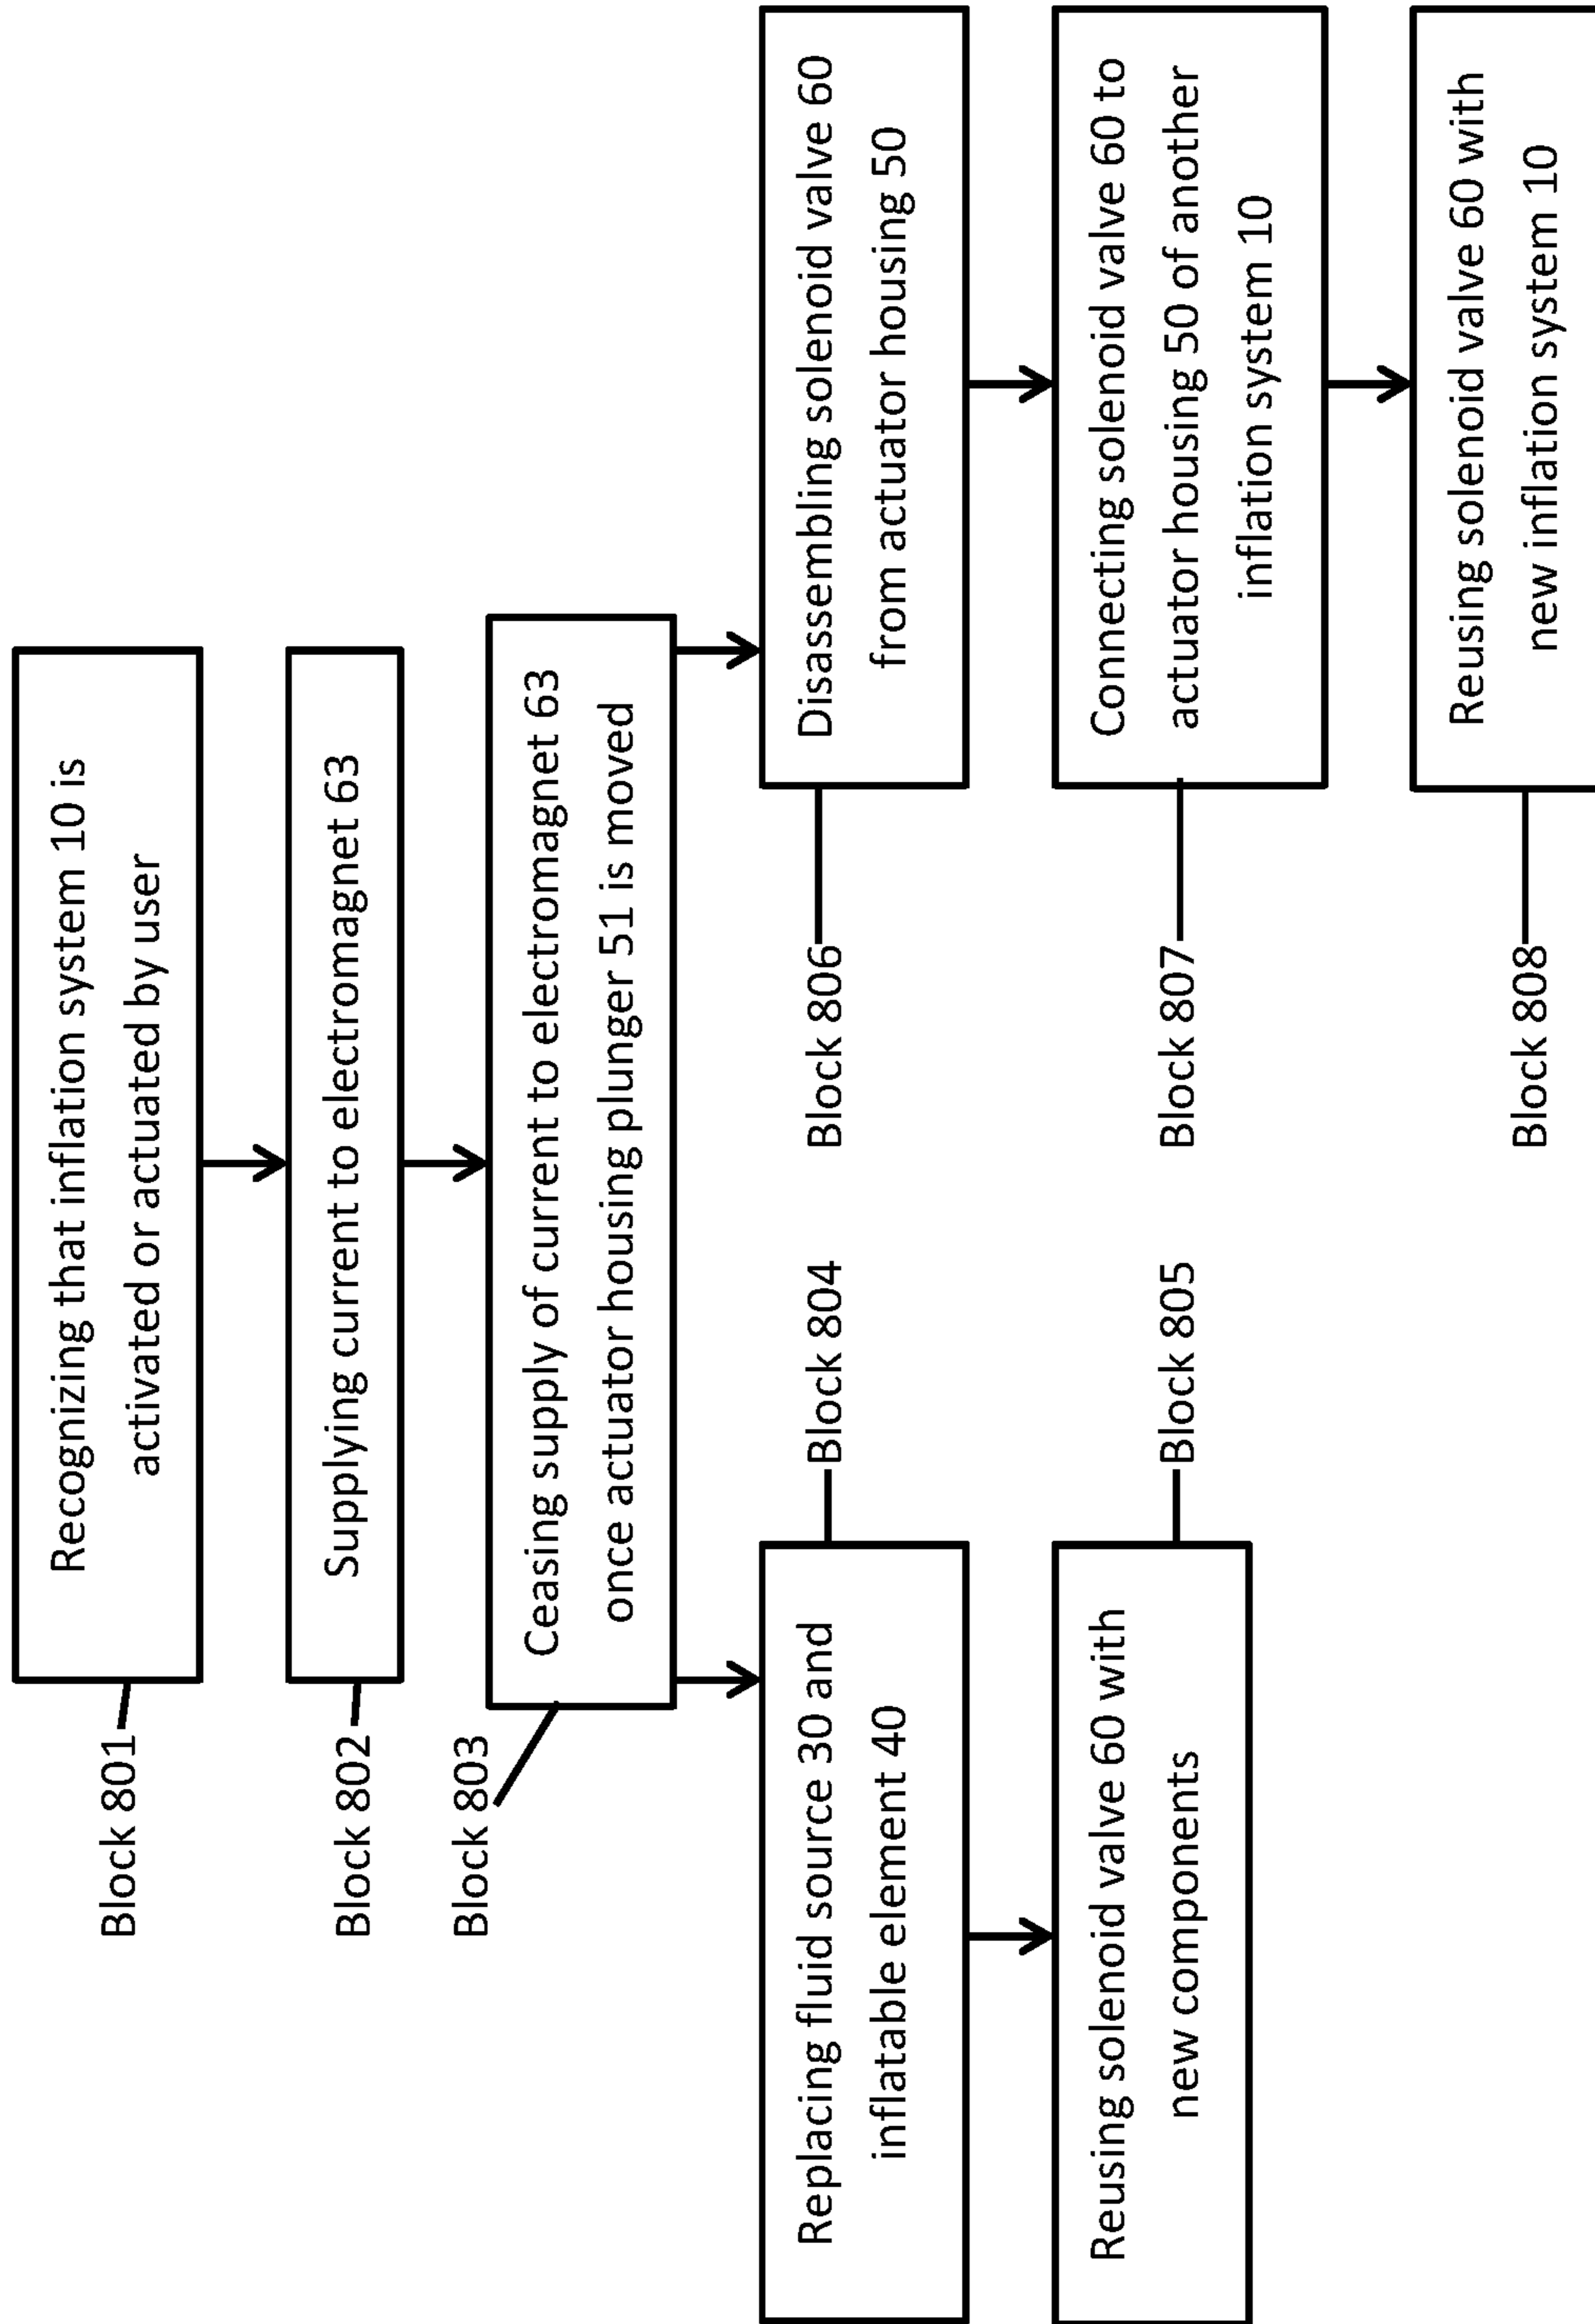 Block 801
Recognizing that inflation system 10 is
activated or actuated by user
Block 802
Supplying current to electromagnet 63
Block 803
Ceasing supply of current to electromagnet 63
once actuator housing plunger 51 is moved
Replacing fluid source 30 and
inflatable element 40
Block 804
Reusing solenoid valve 60 with
new components
Block 805
Block 806
Disassembling solenoid valve 60
from actuator housing 50
Block 807
Connecting solenoid valve 60 to
actuator housing 50 of another
inflation system 10
Block 808
Reusing solenoid valve 60 with
new inflation system 10